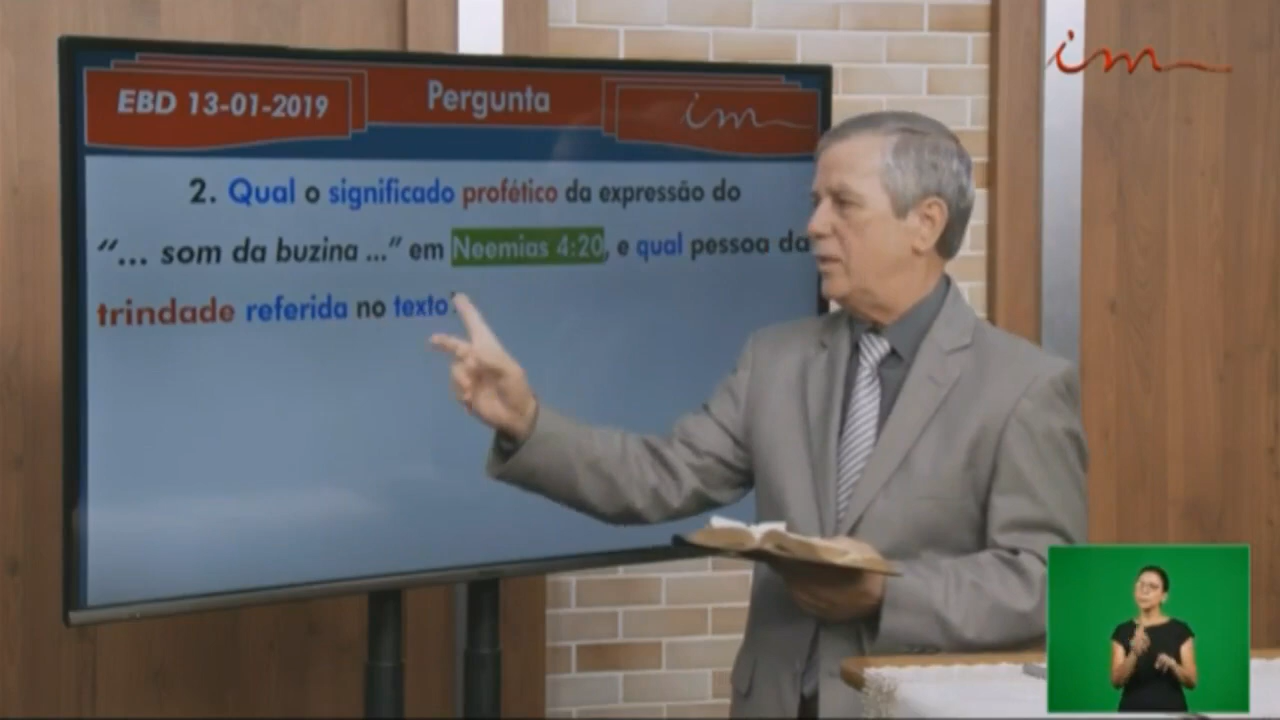 im
EBD 13-01-2019
Pergunta
im
2. Qual o significado profético da expressão do
“... som da buzina ...” em Neemias 4:20, e qual pessoa da
trindade referida no texto?